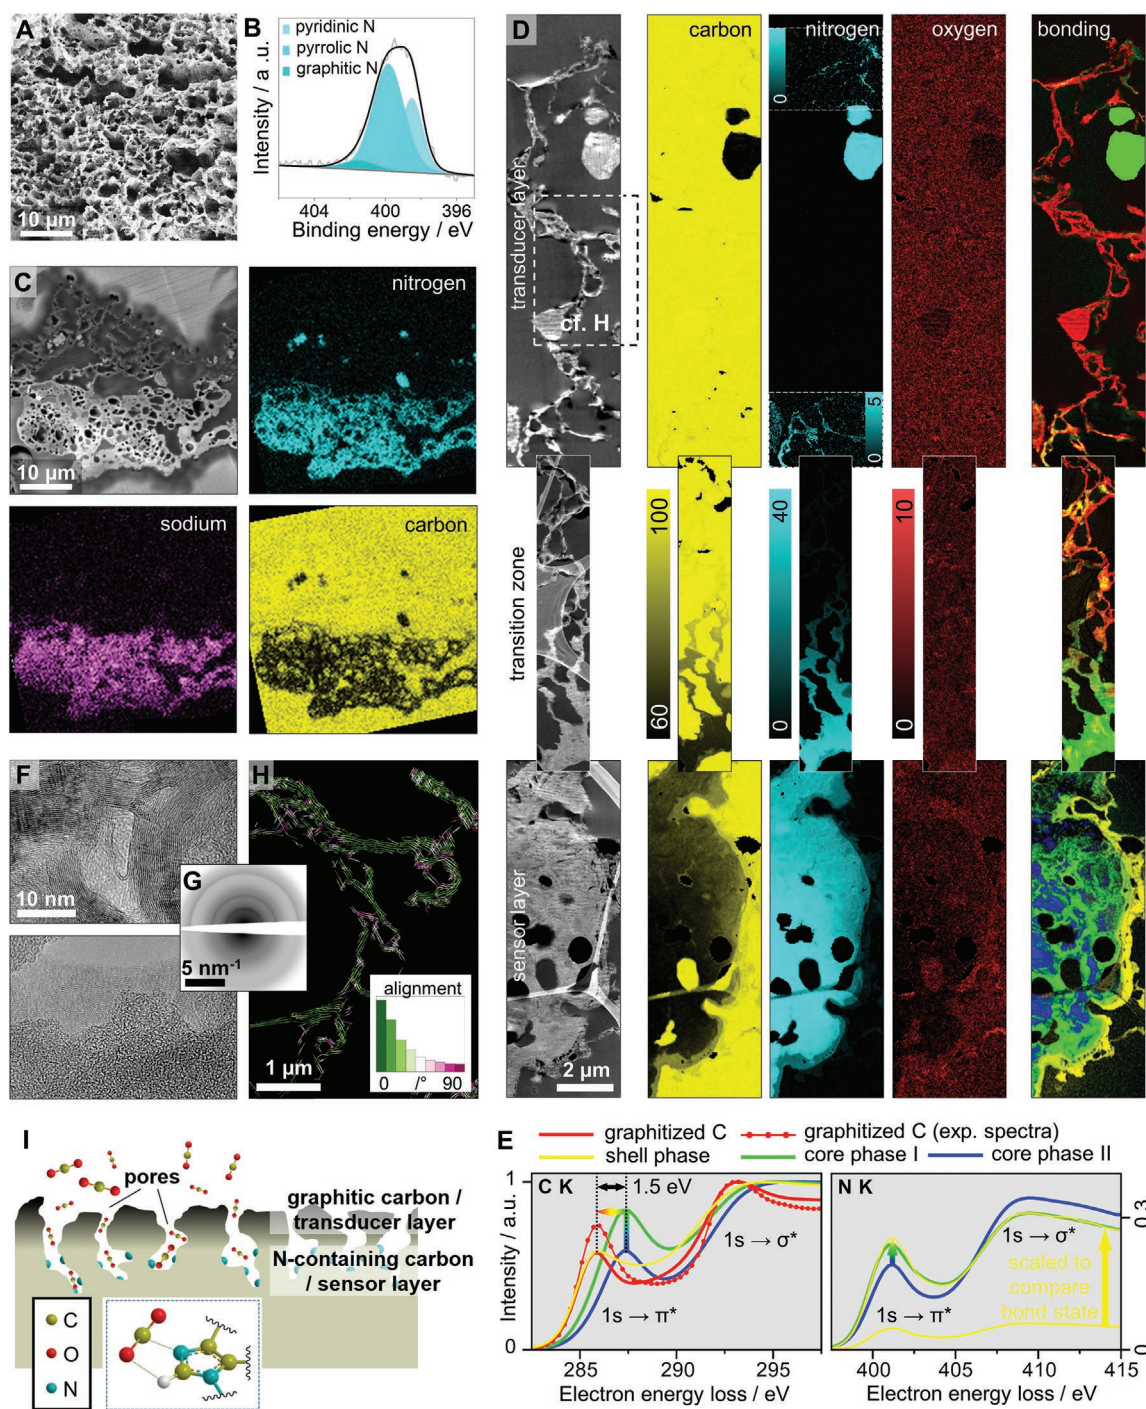 A
10 µm
B
pyridinic N
pyrrolic N
graphitic N
Intensity / a .u.
404 400 396
Binding energy / eV
C
10 µm
nitrogen
sodium
carbon
D
carbon
nitrogen
oxygen
bonding
0
transducer layer
cf. H
0 5
transition zone
60 100
0 40
0 10
sensor layer
2 µm
F
10 nm
G
5 nm-1
H
1 µm
alignment
0 /° 90
I
pores
graphitic carbon /
transducer layer
N-containing carbon
/ sensor layer
C
O
N
E
graphitized C
graphitized C (exp. spectra)
shell phase
core phase I
core phase II
Intensity / a.u.
1
0
C K
1.5 eV
1s → π*
1s → σ*
285 290 295
Electron energy loss / eV
N K
1s → π*
1s → σ*
scaled to
compare
bond state
0.3
0
400 405 410 415
Electron energy loss / eV